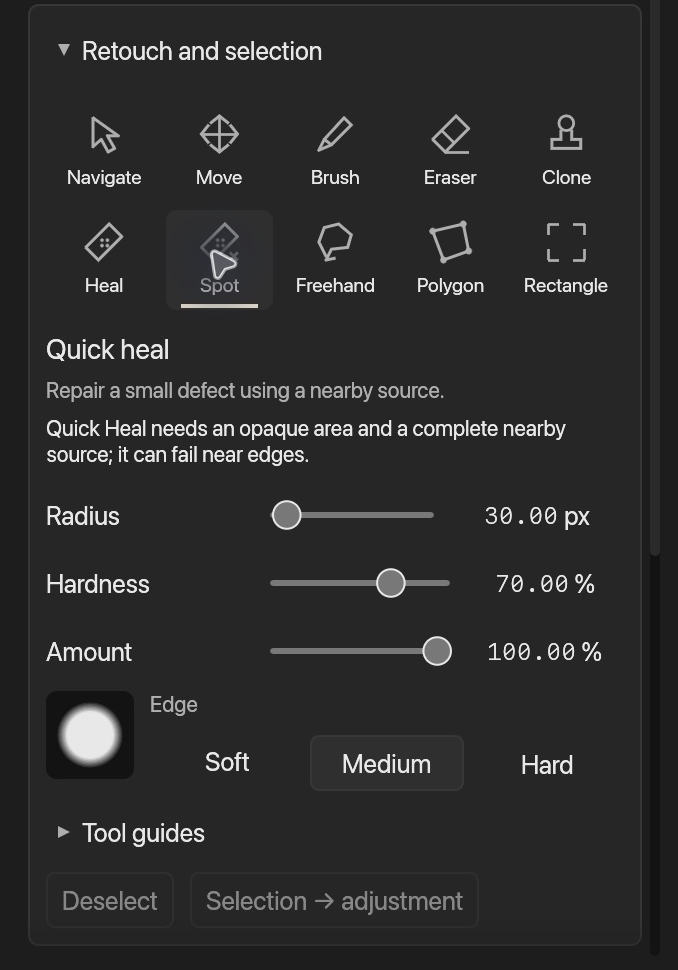 Retouch and selection
Navigate Move Brush Eraser Clone
Heal Spot Freehand Polygon Rectangle
Quick heal
Repair a small defect using a nearby source.
Quick Heal needs an opaque area and a complete nearby
source; it can fail near edges.
Radius 30.00 px
Hardness 70.00 %
Amount 100.00 %
Edge
Soft Medium Hard
Tool guides
Deselect Selection → adjustment